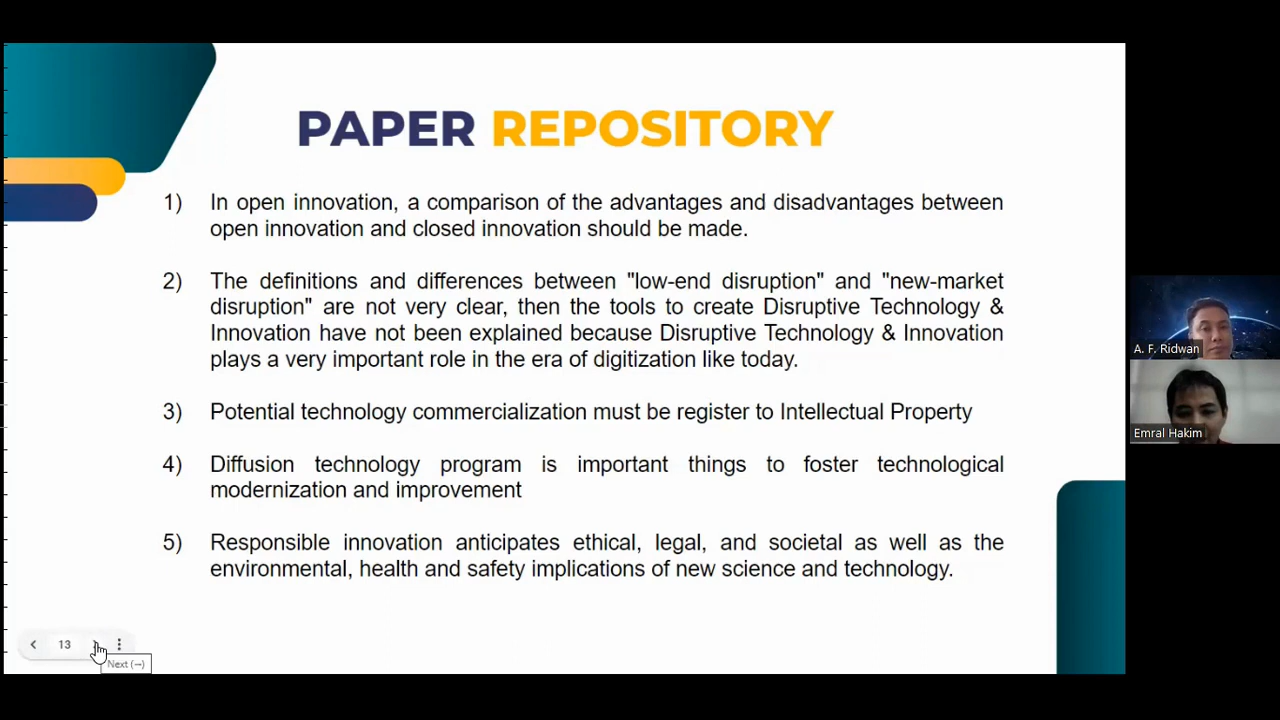 PAPER REPOSITORY
1) In open innovation, a comparison of the advantages and disadvantages between
open innovation and closed innovation should be made.
2) The definitions and differences between "low-end disruption" and "new-market
disruption" are not very clear, then the tools to create Disruptive Technology &
Innovation have not been explained because Disruptive Technology & Innovation
plays a very important role in the era of digitization like today.
3) Potential technology commercialization must be register to Intellectual Property
4) Diffusion technology program is important things to foster technological
modernization and improvement
5) Responsible innovation anticipates ethical, legal, and societal as well as the
environmental, health and safety implications of new science and technology.
13
Next (→)
A. F. Ridwan
Emral Hakim